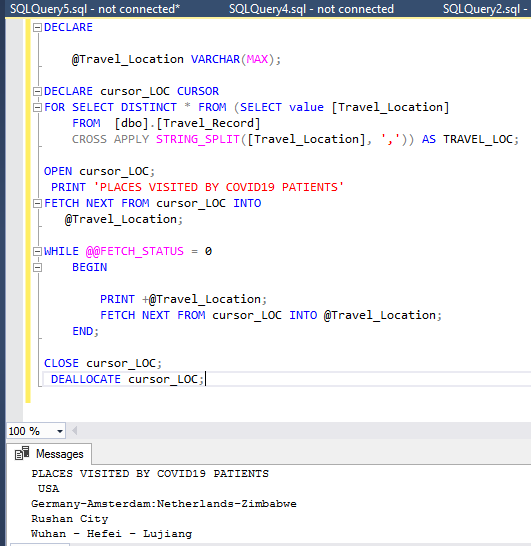 SQLQuery5.sql - not connected* SQLQuery4.sql - not connected SQLQuery2.sql -
DECLARE
@Travel_Location VARCHAR(MAX);
DECLARE cursor_LOC CURSOR
FOR SELECT DISTINCT * FROM (SELECT value [Travel_Location]
FROM [dbo].[Travel_Record]
CROSS APPLY STRING_SPLIT([Travel_Location], ',')) AS TRAVEL_LOC;
OPEN cursor_LOC;
PRINT 'PLACES VISITED BY COVID19 PATIENTS'
FETCH NEXT FROM cursor_LOC INTO
@Travel_Location;
WHILE @@FETCH_STATUS = 0
BEGIN
PRINT +@Travel_Location;
FETCH NEXT FROM cursor_LOC INTO @Travel_Location;
END;
CLOSE cursor_LOC;
DEALLOCATE cursor_LOC;
100 %
Messages
PLACES VISITED BY COVID19 PATIENTS
USA
Germany-Amsterdam:Netherlands-Zimbabwe
Rushan City
Wuhan - Hefei - Lujiang